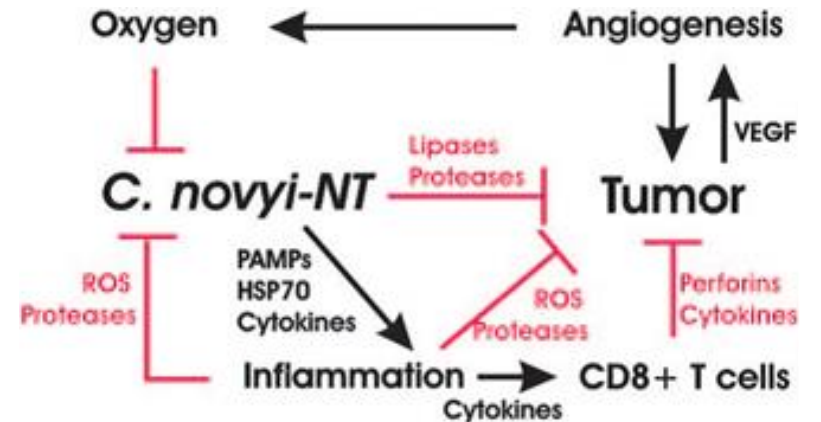 Oxygen
Angiogenesis
VEGF
Lipases
Proteases
C. novyi-NT
Tumor
PAMPs
HSP70
Cytokines
ROS
Proteases
ROS
Proteases
Perforins
Cytokines
Inflammation
CD8+ T cells
Cytokines